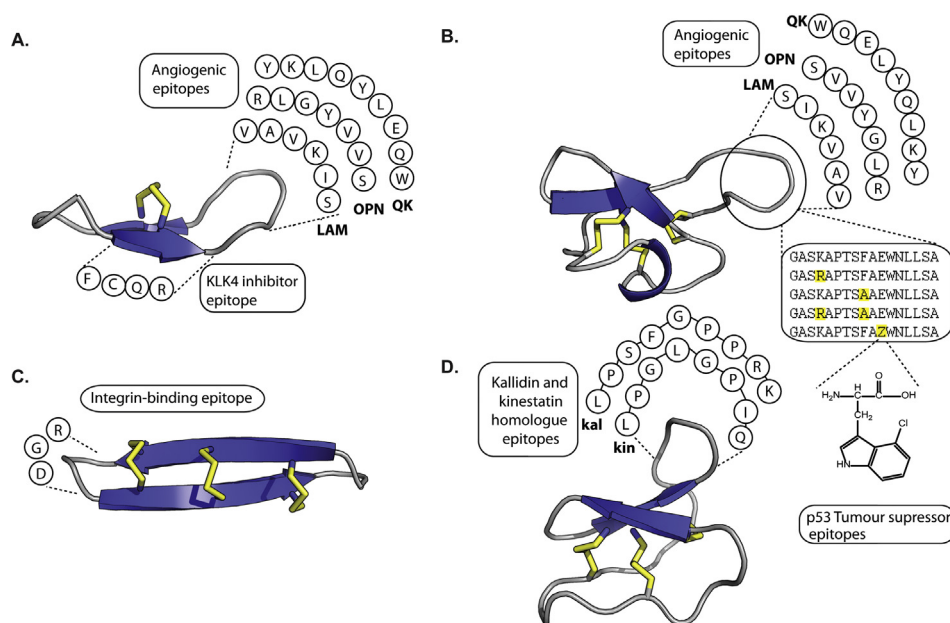 A.
Angiogenic
epitopes
Y K L Q Y L E Q W
QK
R L G Y V V S
OPN
V A V K I S
LAM
F C Q R
KLK4 inhibitor
epitope
B.
Angiogenic
epitopes
QK
W Q E L Y Q L K Y
OPN
S V V Y G L R
LAM
S I K V A V
GASKAPTSFAEWNLLSA
GASRAPTSFAEWNLLSA
GASKAPTSAAEWNLLSA
GASRAPTSAAEWNLLSA
GASKAPTSFAZWNLLSA
H₂N CH C O OH
CH₂
Cl
HN
p53 Tumour supressor
epitopes
C.
Integrin-binding epitope
R
G
D
D.
Kallidin and
kinestatin
homologue
epitopes
L P S F G P P R K
kal
L P G L G P I Q
kin